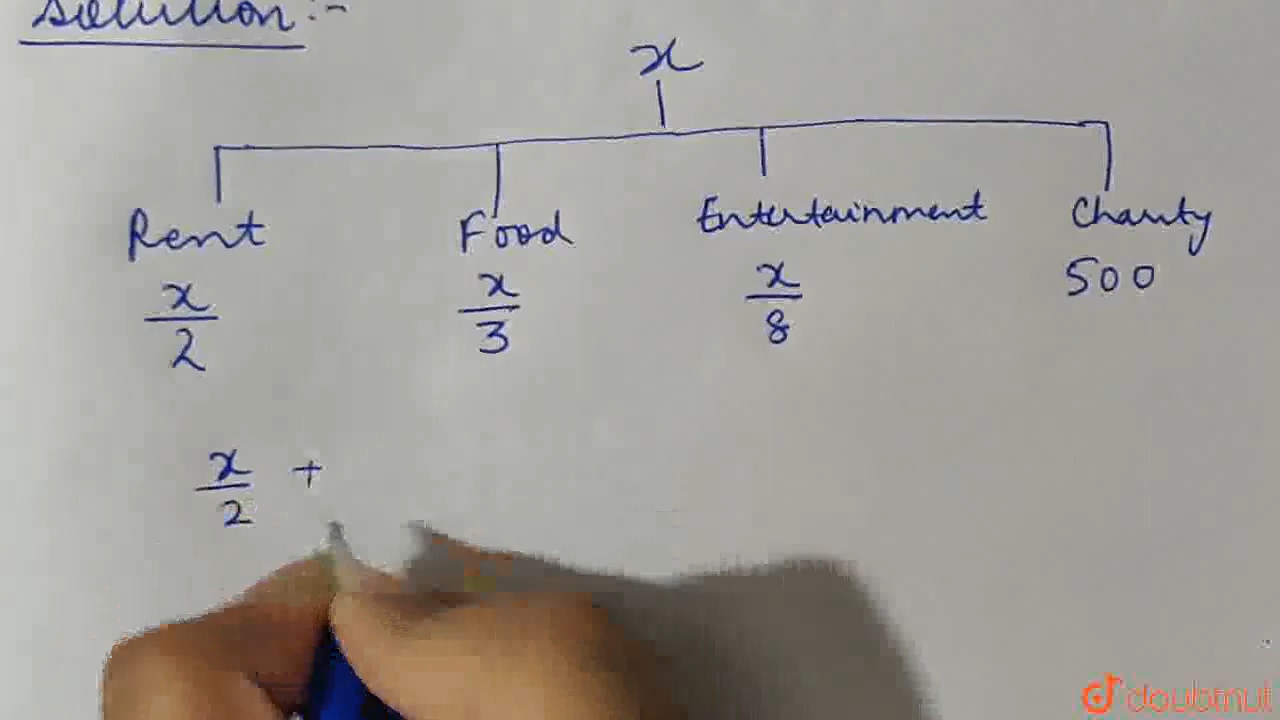 Solution:-
x
Rent Food Entertainment Charity
x/2 x/3 x/8 500
x/2 +
doubtnut